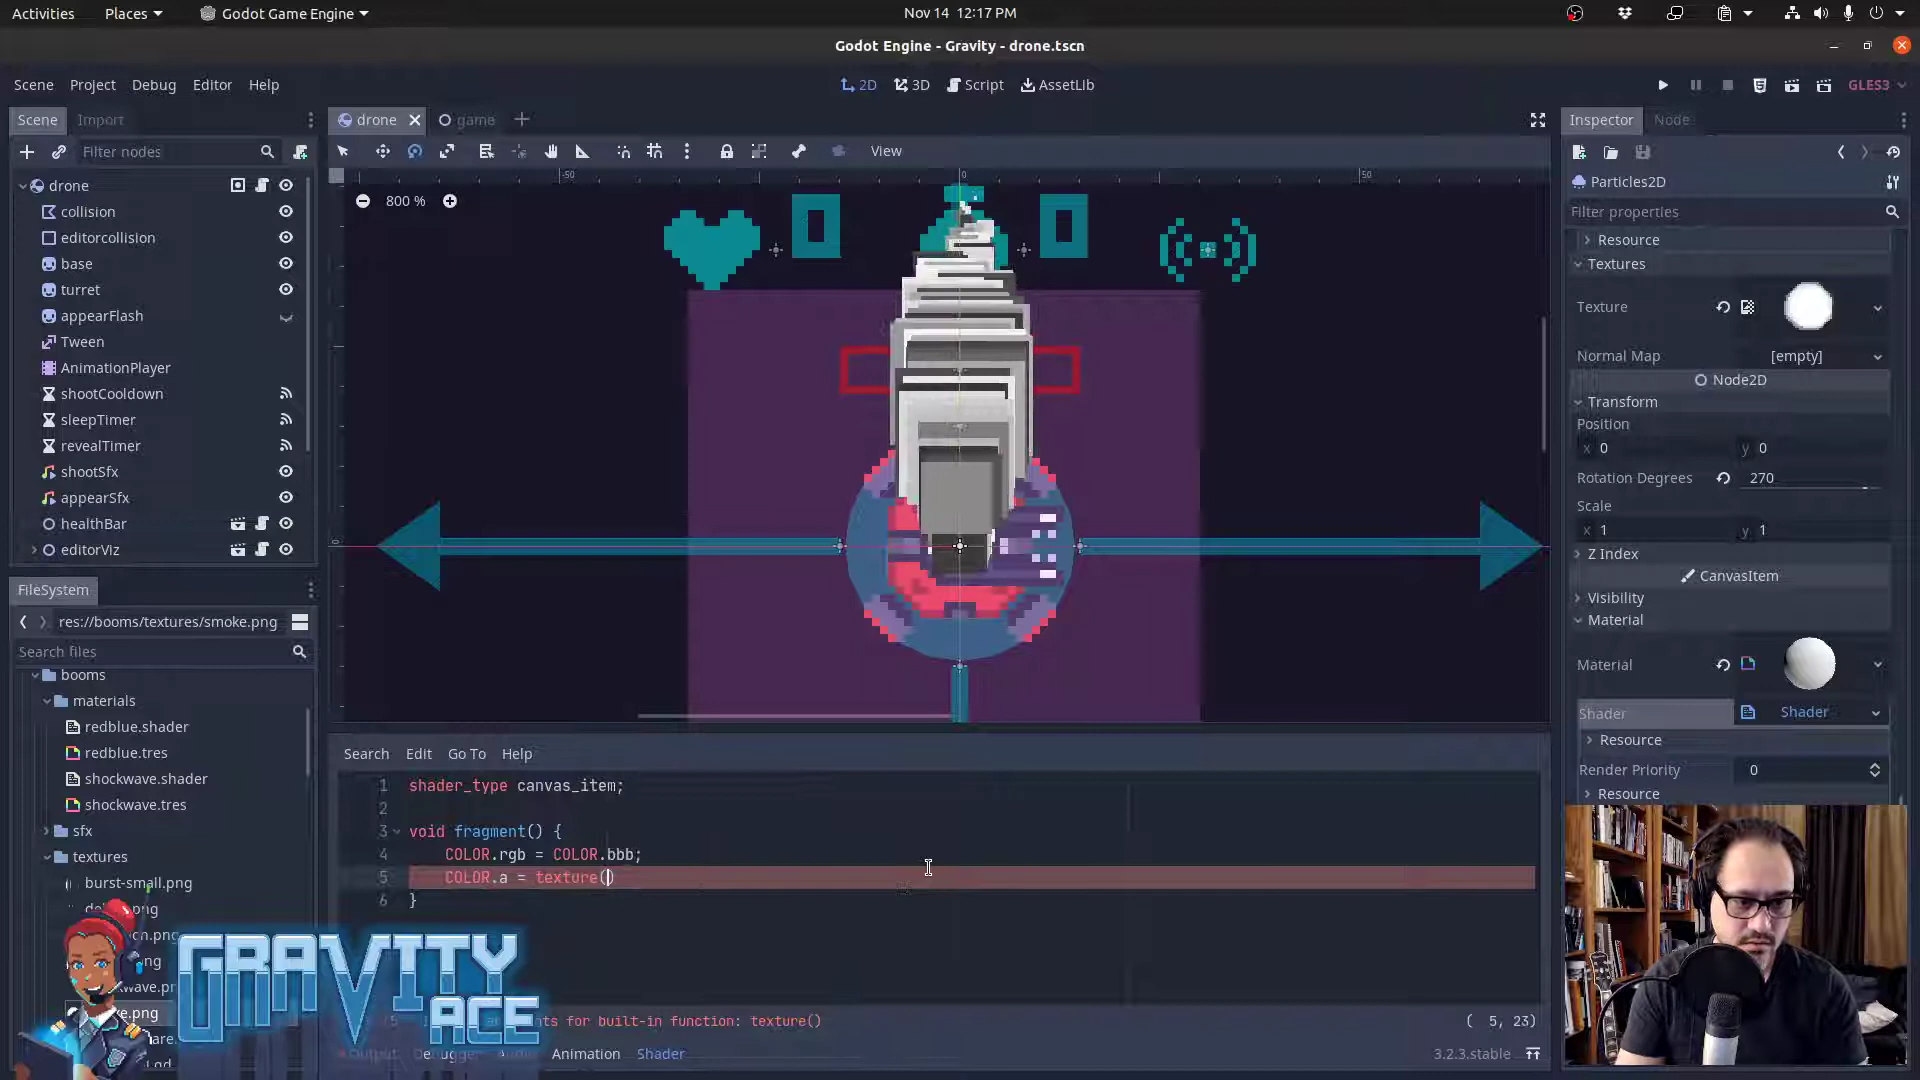 Activities Places Godot Game Engine Nov 14 12:17 PM
Godot Engine - Gravity - drone.tscn
Scene Project Debug Editor Help 2D 3D Script AssetLib GLES3
Scene Import
Filter nodes
drone
collision
editorcollision
base
turret
appearFlash
Tween
AnimationPlayer
shootCooldown
sleepTimer
revealTimer
shootSfx
appearSfx
healthBar
editorViz
FileSystem
res://booms/textures/smoke.png
Search files
booms
materials
redblue.shader
redblue.tres
shockwave.shader
shockwave.tres
sfx
textures
burst-small.png
GRAVITY
ACE
drone game
View
-50 0 50
800 %
0
Search Edit Go To Help
1 shader_type canvas_item;
2
3 void fragment() {
4 COLOR.rgb = COLOR.bbb;
5 COLOR.a = texture()
6 }
for built-in function: texture()
( 5, 23)
Animation Shader 3.2.3.stable
Inspector Node
Particles2D
Filter properties
Resource
Textures
Texture
Normal Map [empty]
Node2D
Transform
Position
x 0 y 0
Rotation Degrees 270
Scale
x 1 y 1
Z Index
CanvasItem
Visibility
Material
Material
Shader Shader
Resource
Render Priority 0
Resource